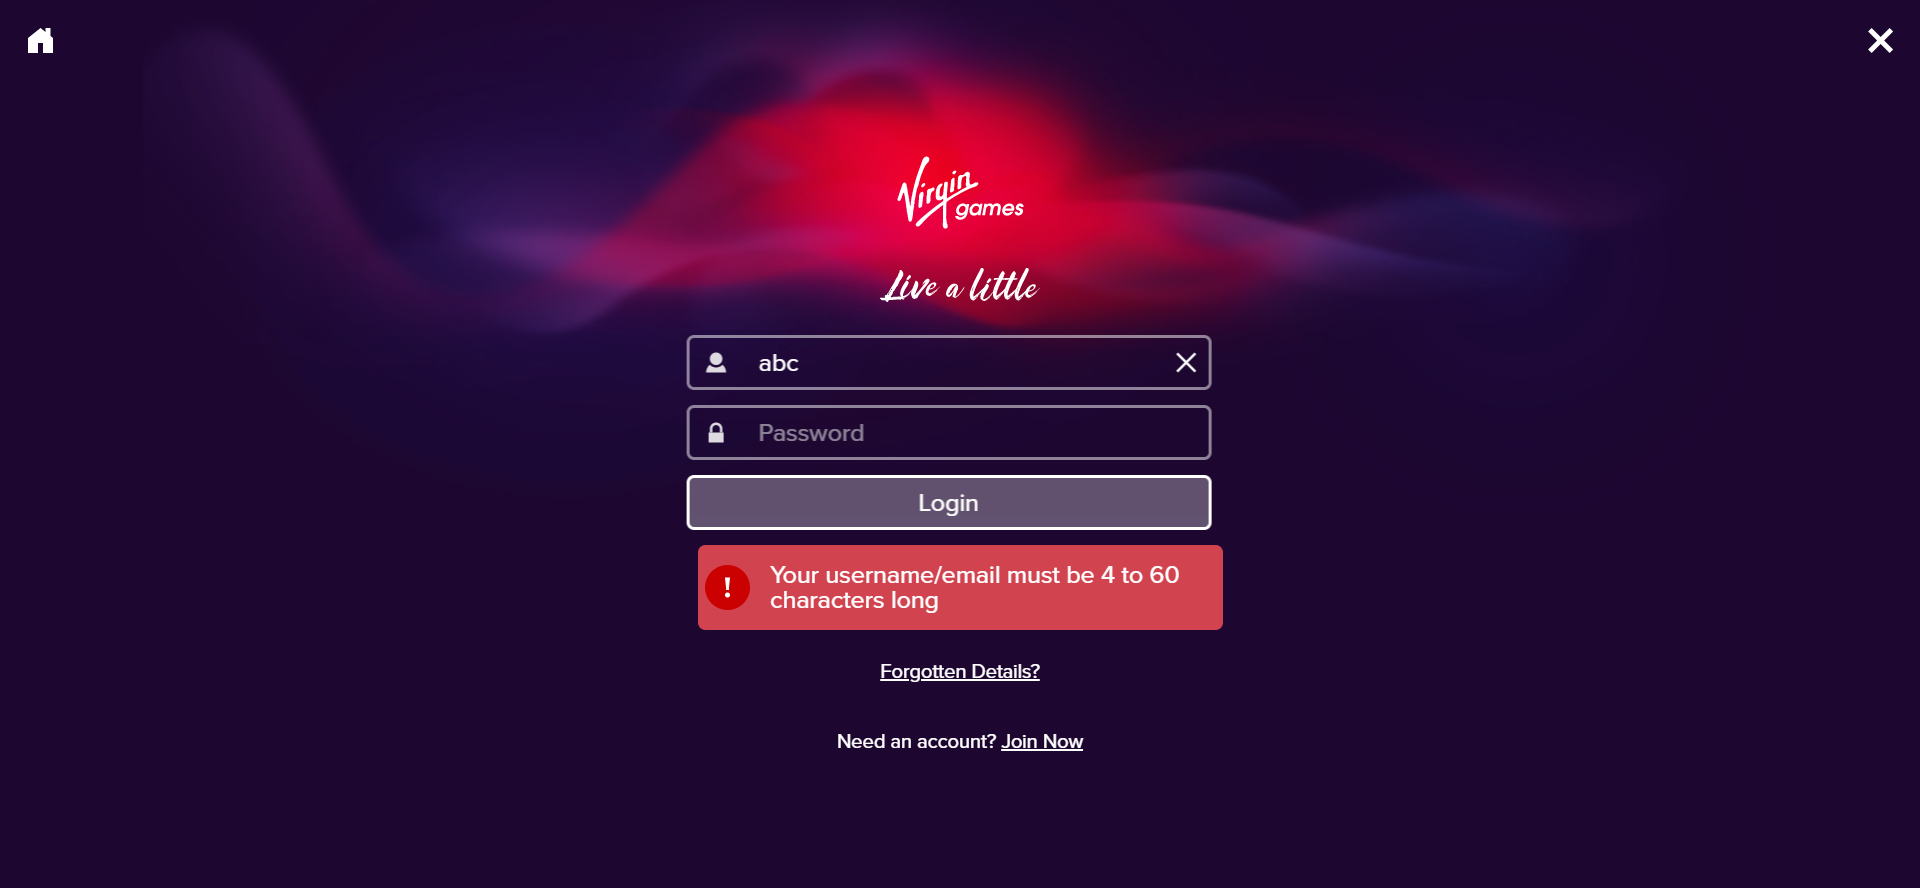 Virgin
games
Live a little
abc
Password
Login
Your username/email must be 4 to 60
characters long
Forgotten Details?
Need an account? Join Now